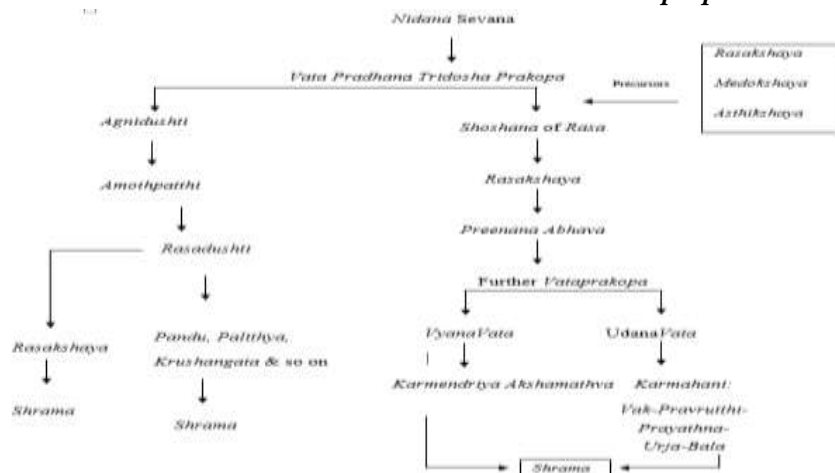 Nidana Sevana
Vata Pradhana Tridosha Prakopa
Precursors
Rasakshaya
Medokshaya
Asthikshaya
Agnidushti
Shoshana of Rasa
Amothpatthi
Rasakshaya
Rasadushti
Preenana Abhava
Further Vataprakopa
Rasakshaya
Pandu, Palithya,
Krushangata & so on
VyanaVata
UdanaVata
Shrama
Shrama
Karmendriya Akshamathva
Karmahani:
Vak-Pravrutthi-
Prayathna-
Urja-Bala
Shrama